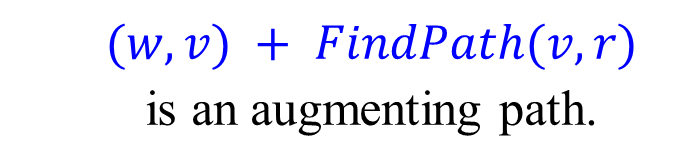 (w, v) + FindPath(v, r)
is an augmenting path.